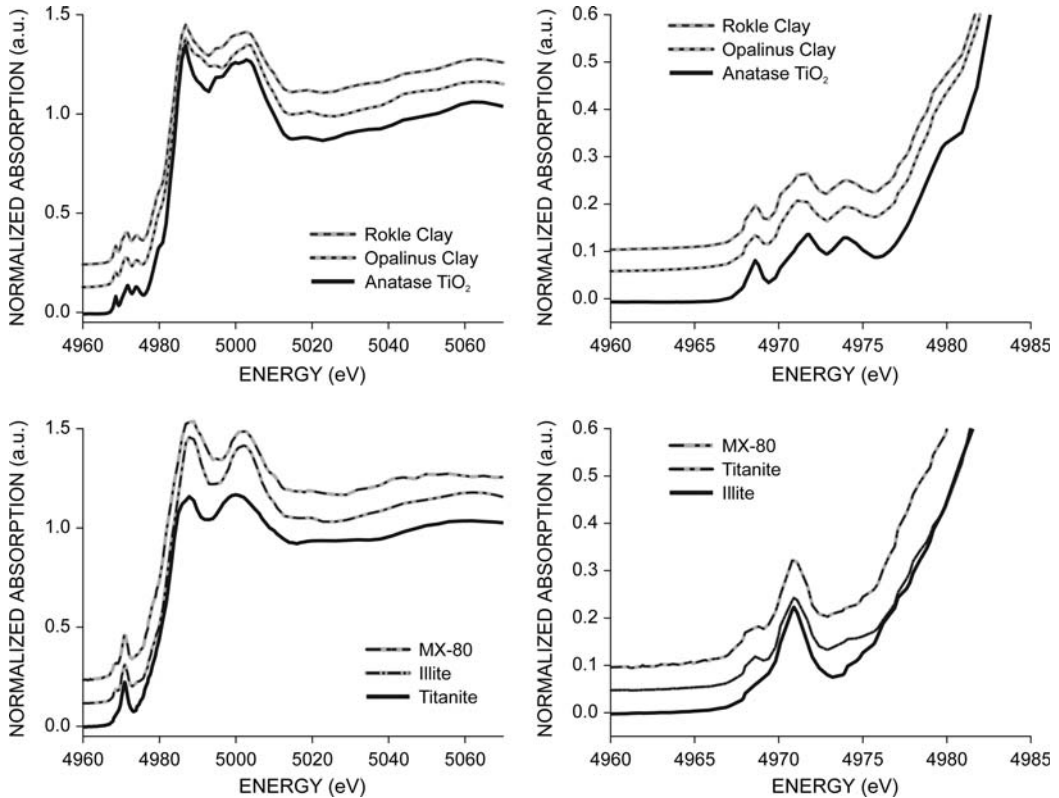 NORMALIZED ABSORPTION (a.u.)
1.5
1.0
0.5
0.0
Rokle Clay
Opalinus Clay
Anatase TiO₂
4960 4980 5000 5020 5040 5060
ENERGY (eV)
NORMALIZED ABSORPTION (a.u.)
0.6
0.5
0.4
0.3
0.2
0.1
0.0
Rokle Clay
Opalinus Clay
Anatase TiO₂
4960 4965 4970 4975 4980 4985
ENERGY (eV)
NORMALIZED ABSORPTION (a.u.)
1.5
1.0
0.5
0.0
MX-80
Illite
Titanite
4960 4980 5000 5020 5040 5060
ENERGY (eV)
NORMALIZED ABSORPTION (a.u.)
0.6
0.5
0.4
0.3
0.2
0.1
0.0
MX-80
Titanite
Illite
4960 4965 4970 4975 4980 4985
ENERGY (eV)